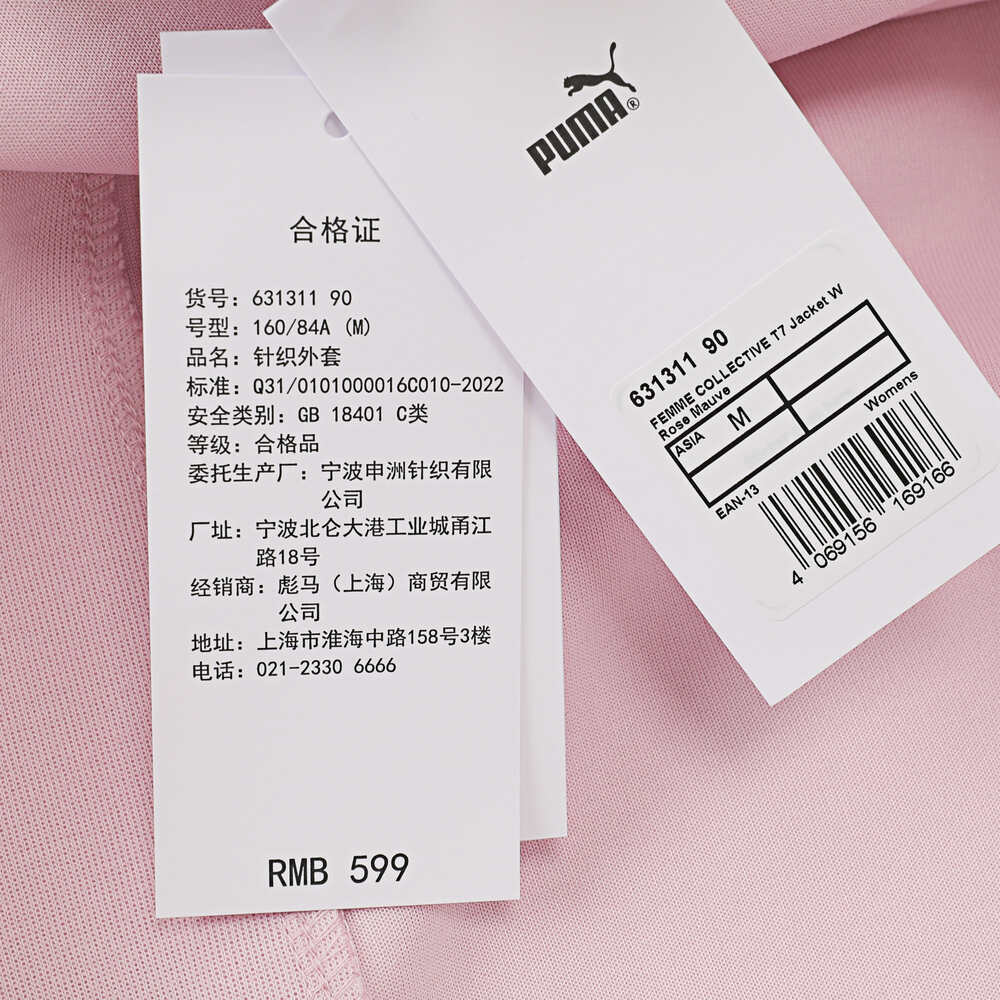 合格证
货号：631311 90
号型：160/84A (M)
品名：针织外套
标准：Q31/0101000016C010-2022
安全类别：GB 18401 C类
等级：合格品
委托生产厂：宁波申洲针织有限
公司
厂址：宁波北仑大港工业城甬江
路18号
经销商：彪马（上海）商贸有限
公司
地址：上海市淮海中路158号3楼
电话：021-2330 6666
RMB 599
PUMA®
631311 90
FEMME COLLECTIVE T7 Jacket W
Rose Mauve
ASIA M
Womens
EAN-13
4 069156 169166